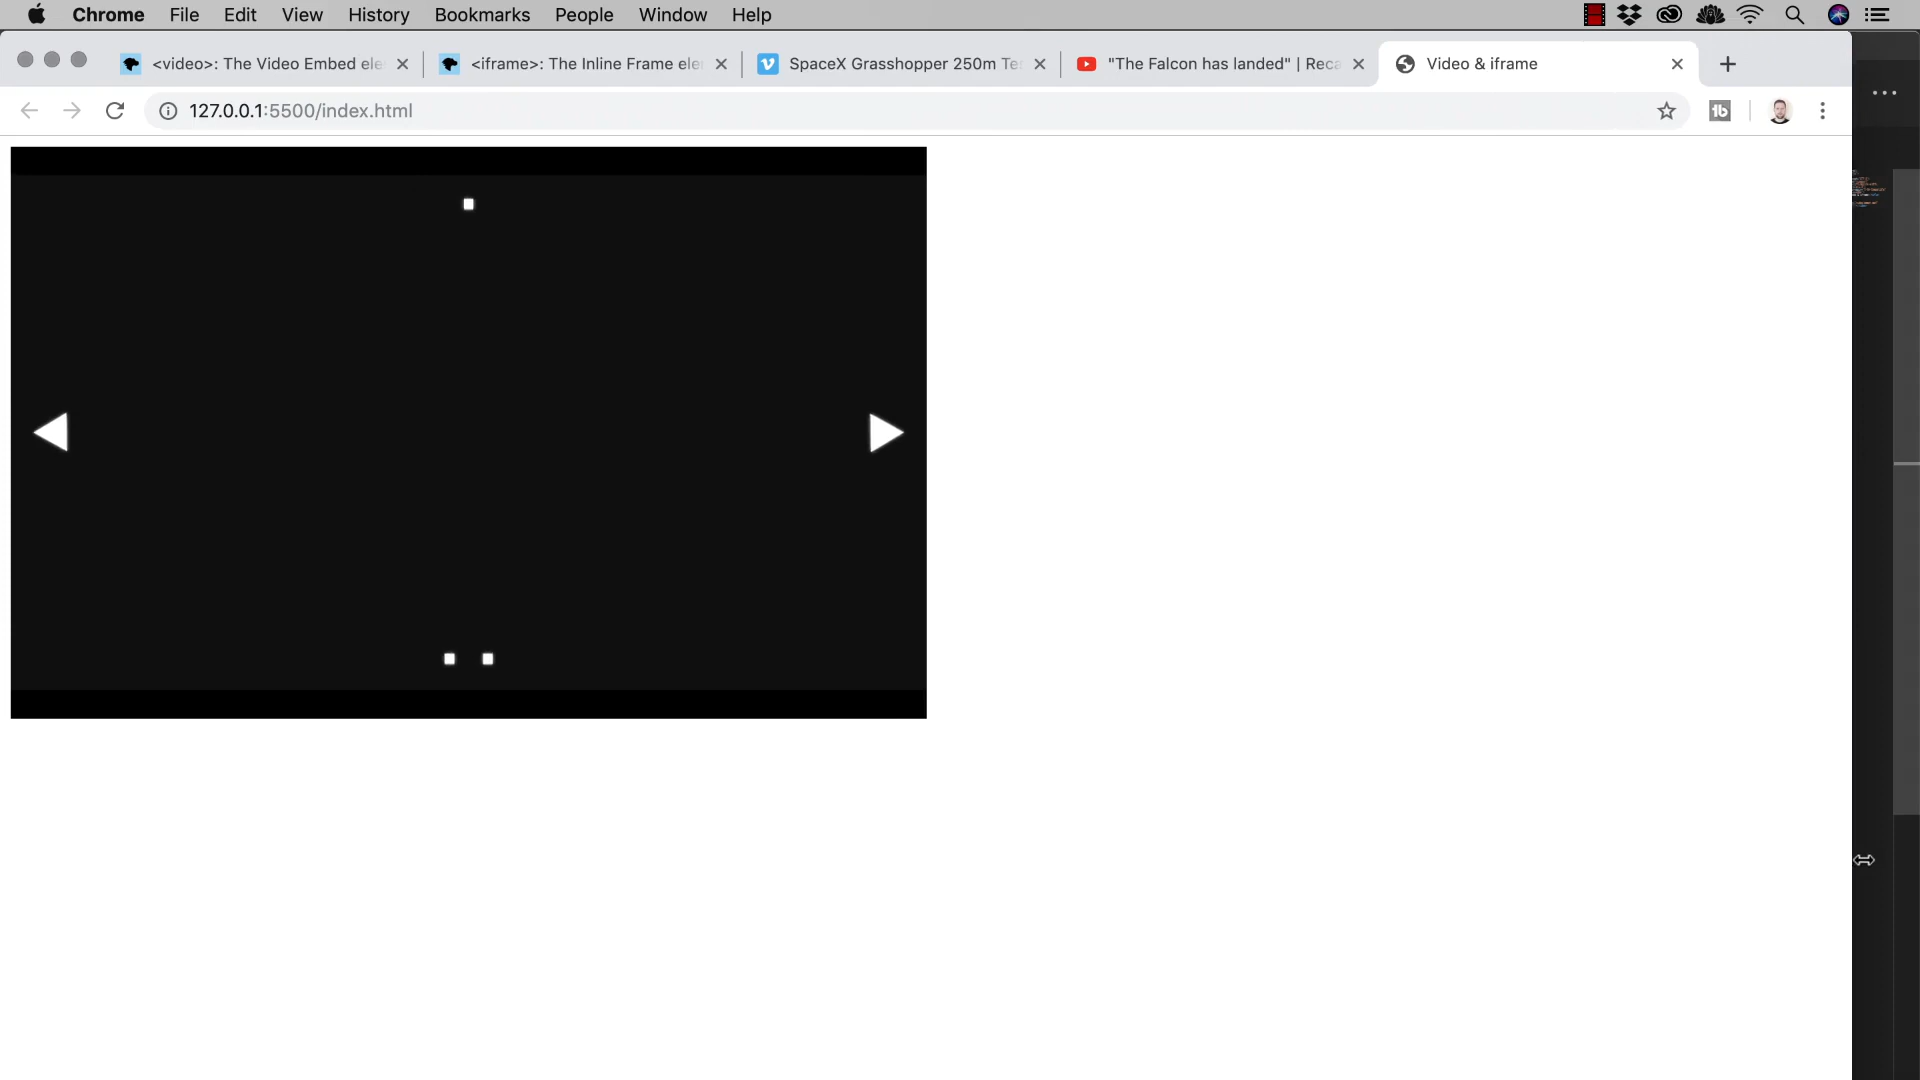 Chrome File Edit View History Bookmarks People Window Help
<video>: The Video Embed ele <iframe>: The Inline Frame ele SpaceX Grasshopper 250m Te "The Falcon has landed" | Reca Video & iframe
127.0.0.1:5500/index.html